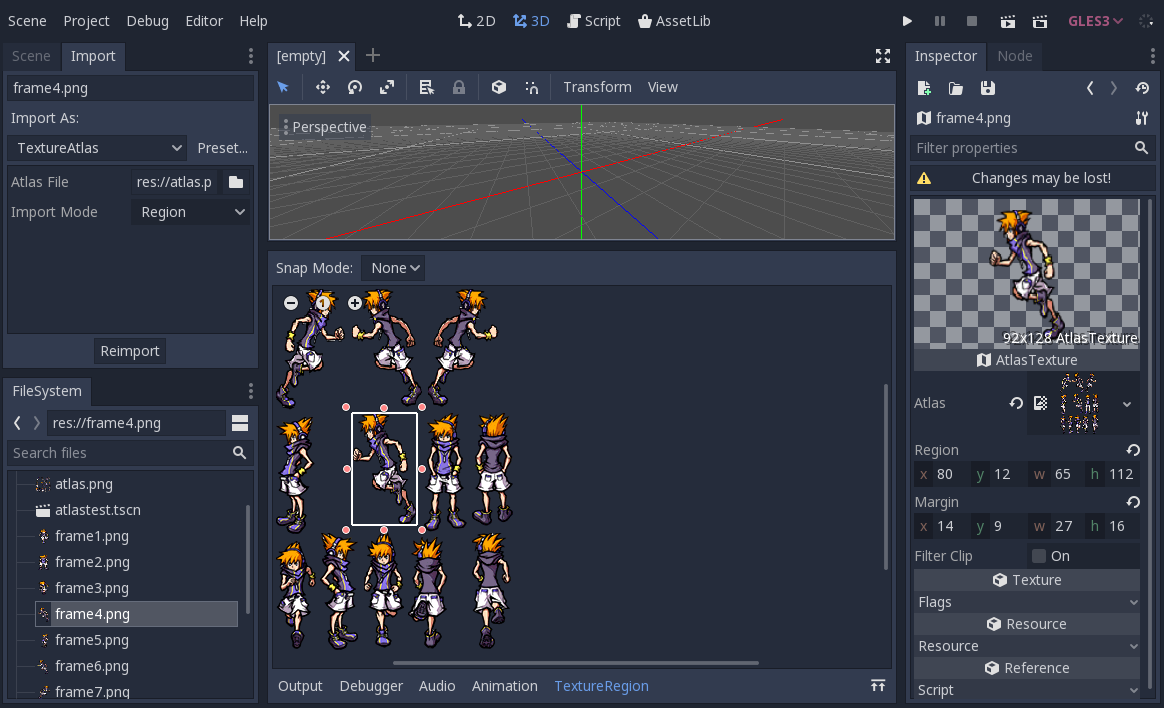 Scene Project Debug Editor Help
2D 3D Script AssetLib
GLES3
Scene Import
frame4.png
Import As:
TextureAtlas Preset...
Atlas File res://atlas.p
Import Mode Region
Reimport
FileSystem
res://frame4.png
Search files
atlas.png
atlastest.tscn
frame1.png
frame2.png
frame3.png
frame4.png
frame5.png
frame6.png
frame7.png
[empty]
Transform View
Perspective
Snap Mode: None
1
Output Debugger Audio Animation TextureRegion
Inspector Node
frame4.png
Filter properties
Changes may be lost!
92x128 AtlasTexture
AtlasTexture
Atlas
Region
x 80 y 12 w 65 h 112
Margin
x 14 y 9 w 27 h 16
Filter Clip On
Texture
Flags
Resource
Resource
Reference
Script